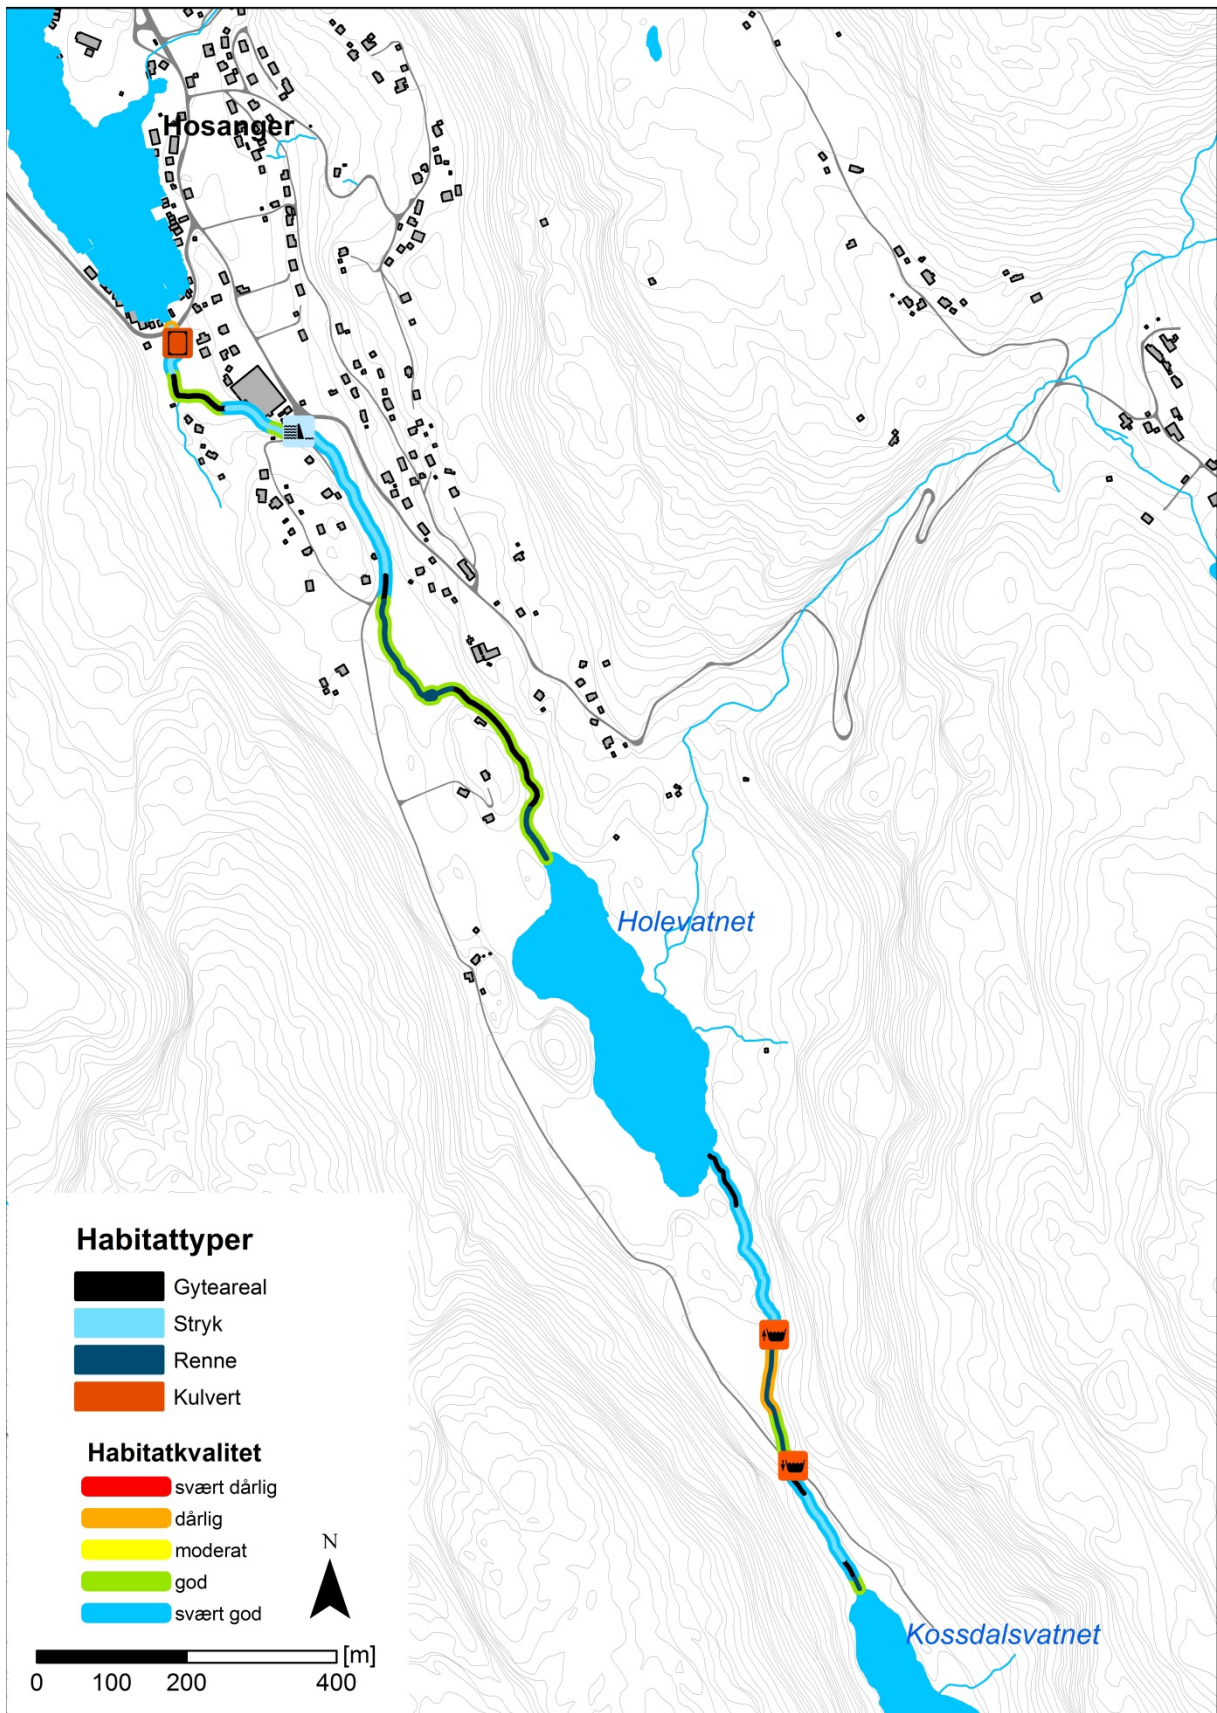 Hosanger
Holevatnet
Habitattyper
Gyteareal
Stryk
Renne
Kulvert
Habitatkvalitet
svært dårlig
dårlig
moderat
god
svært god
N
[m]
0 100 200 400
Kossdalsvatnet